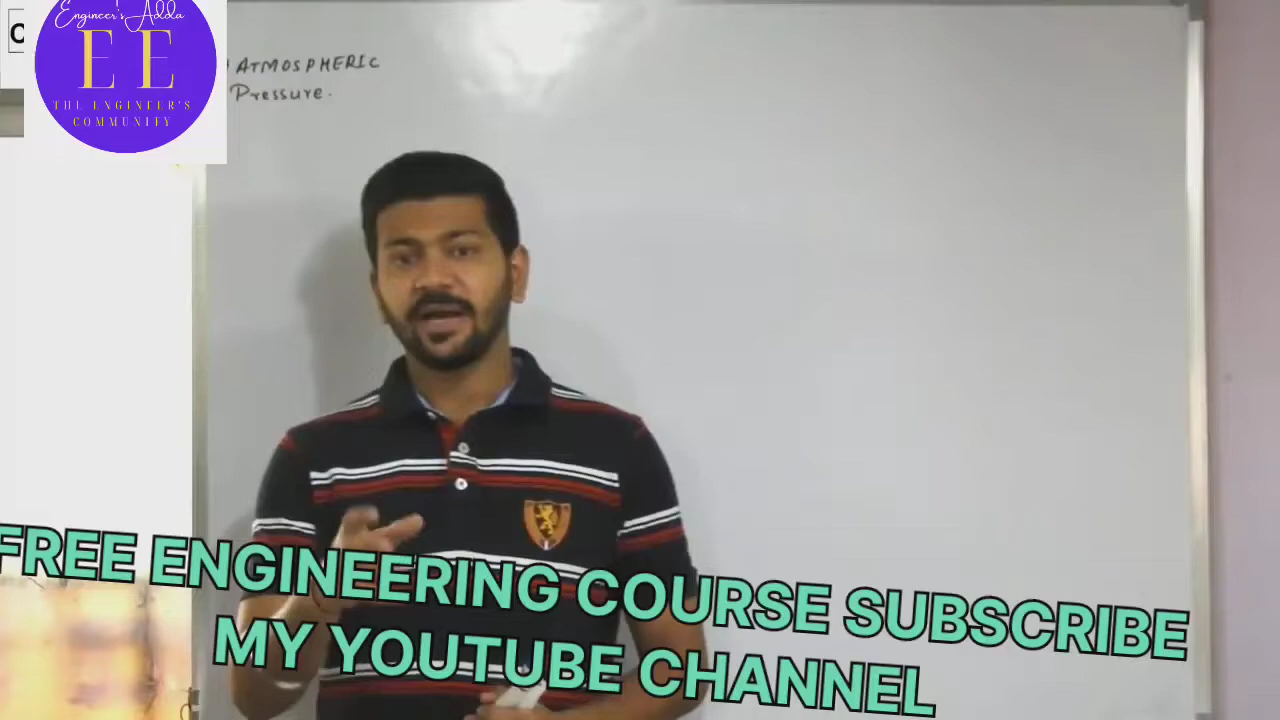 Engineer's Adda
EE
THE ENGINEER'S
COMMUNITY
ATMOSPHERIC
Pressure.
FREE ENGINEERING COURSE SUBSCRIBE
MY YOUTUBE CHANNEL